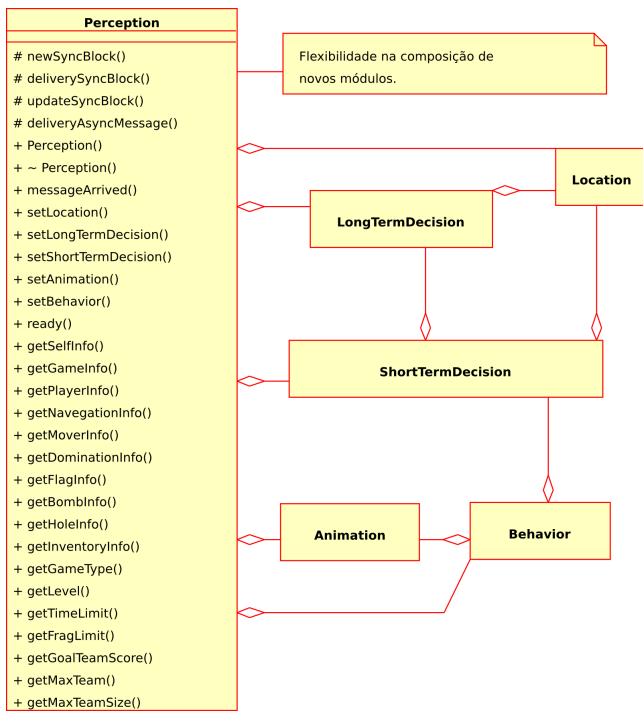 Perception
# newSyncBlock()
# deliverySyncBlock()
# updateSyncBlock()
# deliveryAsyncMessage()
+ Perception()
+ ~ Perception()
+ messageArrived()
+ setLocation()
+ setLongTermDecision()
+ setShortTermDecision()
+ setAnimation()
+ setBehavior()
+ ready()
+ getSelfInfo()
+ getGameInfo()
+ getPlayerInfo()
+ getNavegationInfo()
+ getMoverInfo()
+ getDominationInfo()
+ getFlagInfo()
+ getBombInfo()
+ getHoleInfo()
+ getInventoryInfo()
+ getGameType()
+ getLevel()
+ getTimeLimit()
+ getFragLimit()
+ getGoalTeamScore()
+ getMaxTeam()
+ getMaxTeamSize()
Flexibilidade na composição de
novos módulos.
Location
LongTermDecision
ShortTermDecision
Animation
Behavior